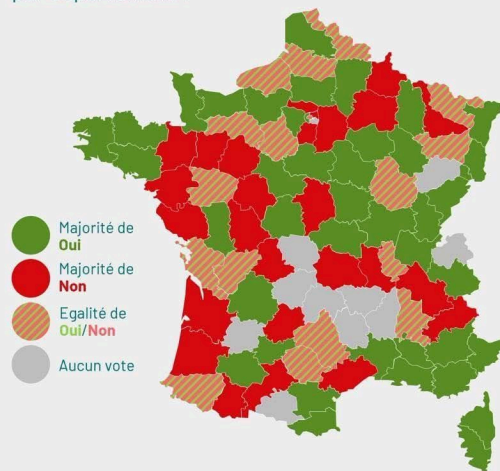 Majorité de
Oui
Majorité de
Non
Egalité de
Oui/Non
Aucun vote